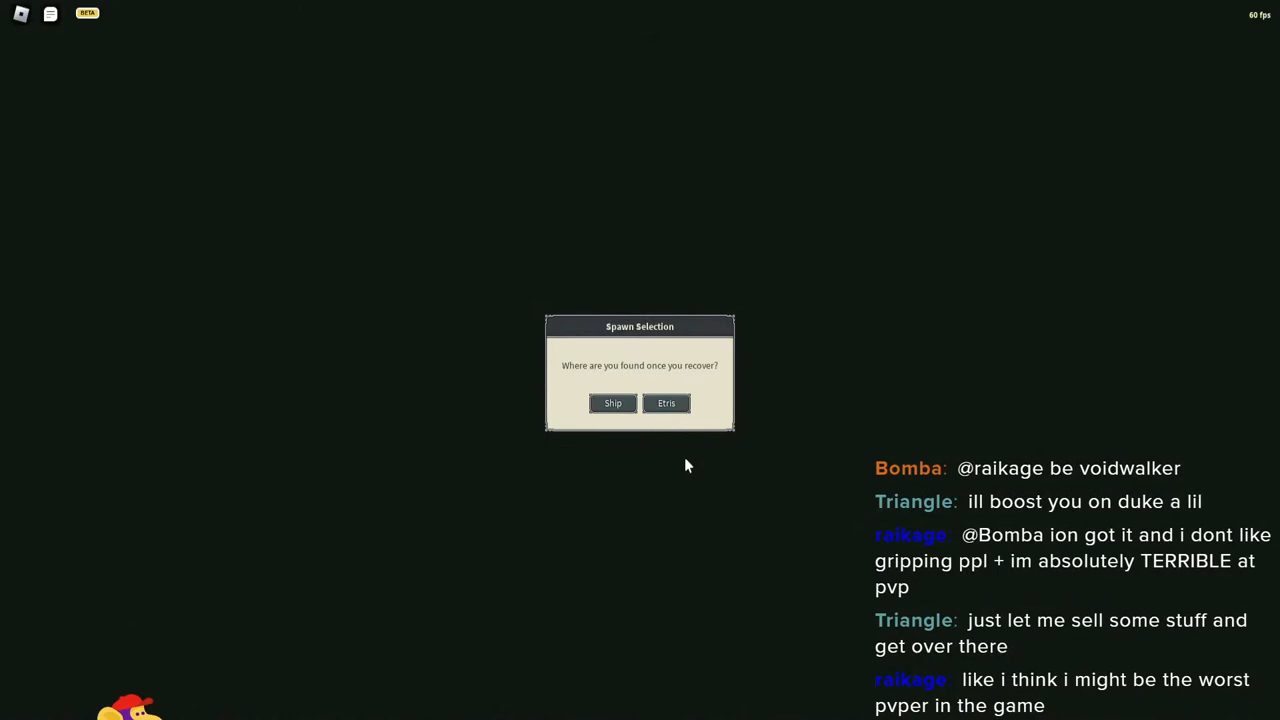 BETA
60 fps
Spawn Selection
Where are you found once you recover?
Ship
Etris
Bomba: @raikage be voidwalker
Triangle: ill boost you on duke a lil
raikage: @Bomba ion got it and i dont like
gripping ppl + im absolutely TERRIBLE at
pvp
Triangle: just let me sell some stuff and
get over there
raikage: like i think i might be the worst
pvper in the game